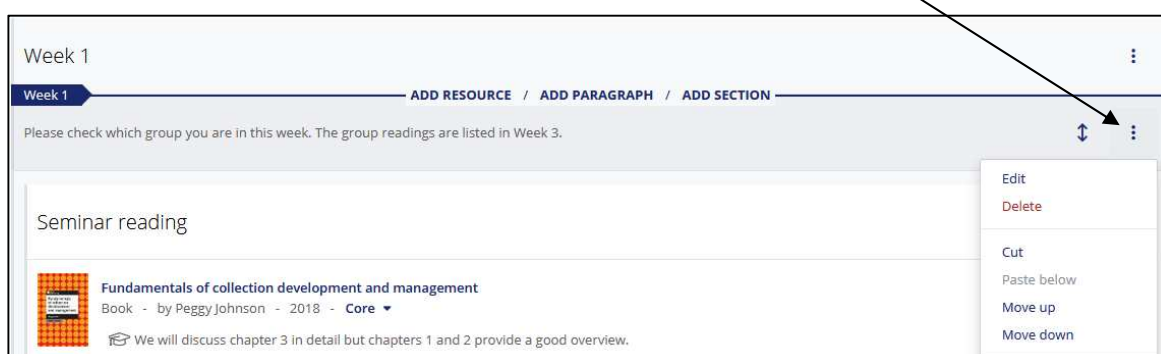 Week 1
Week 1
ADD RESOURCE / ADD PARAGRAPH / ADD SECTION
Please check which group you are in this week. The group readings are listed in Week 3.
Edit
Delete
Seminar reading
Cut
Paste below
Move up
Move down
Fundamentals of collection development and management
Book - by Peggy Johnson - 2018 - Core
We will discuss chapter 3 in detail but chapters 1 and 2 provide a good overview.